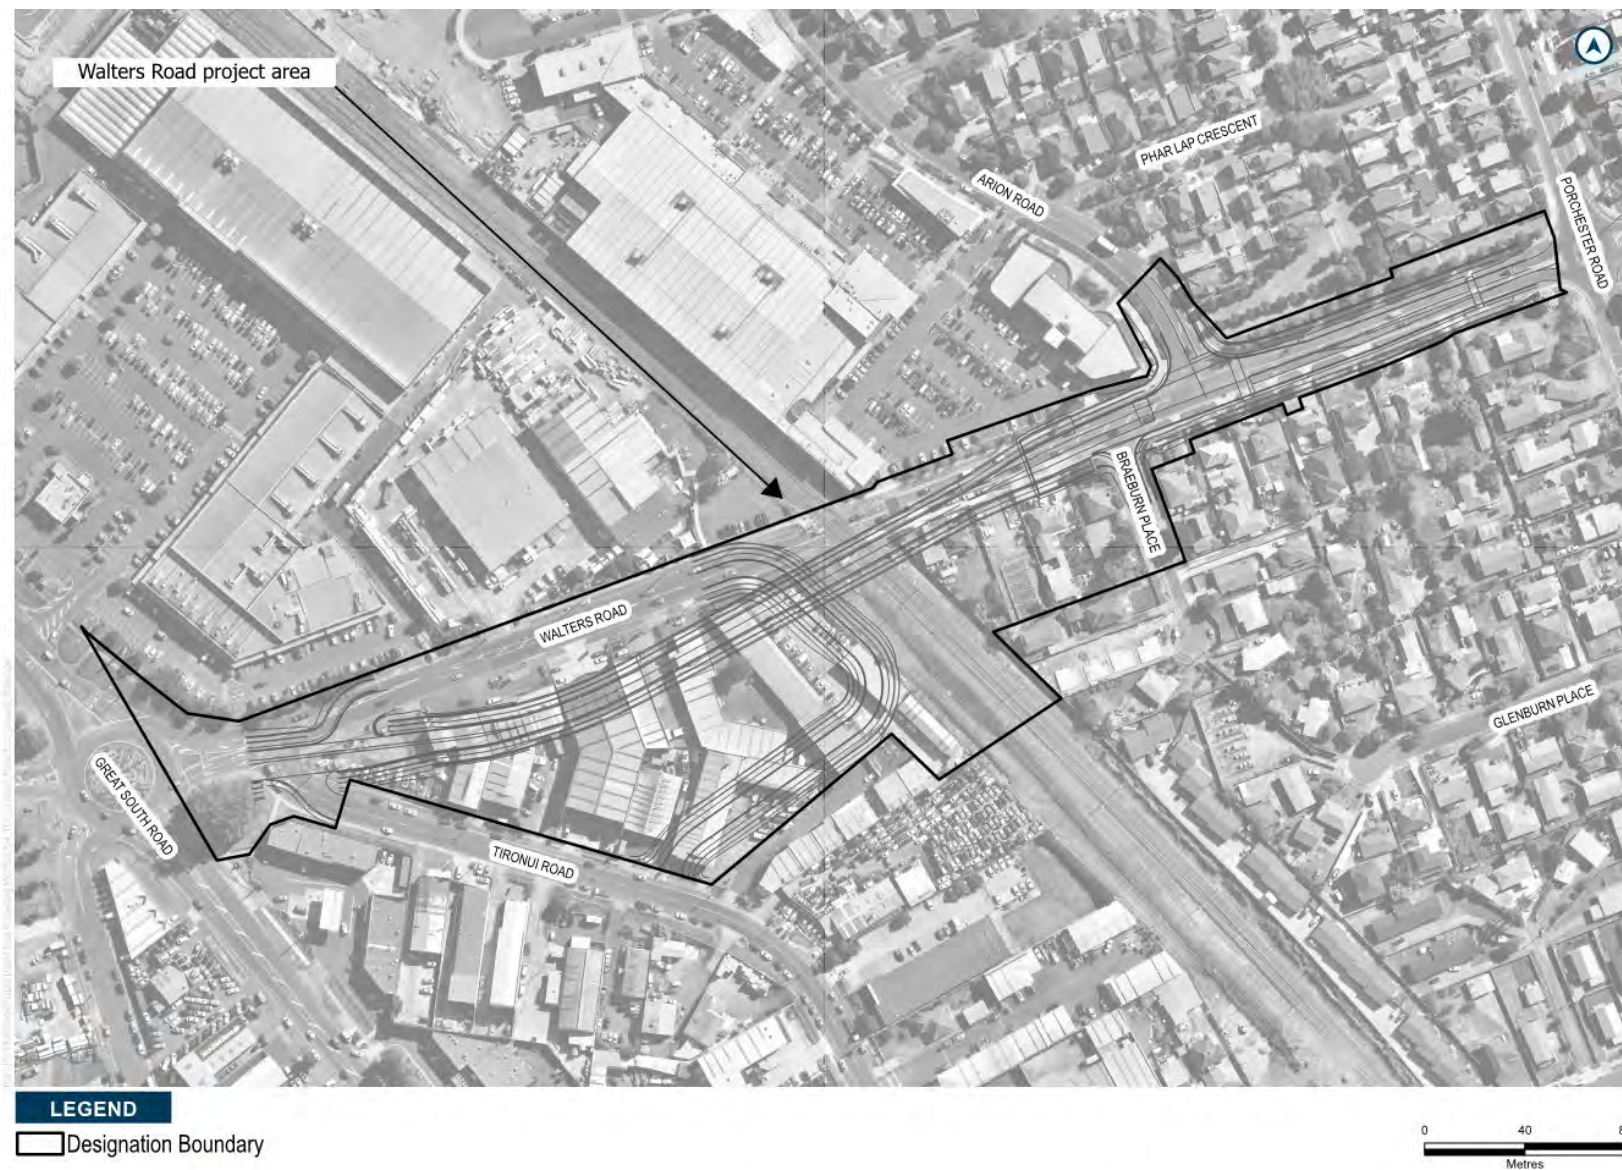 Walters Road project area
PHAR LAP CRESCENT
ARION ROAD
PORCHESTER ROAD
BRAEBURN PLACE
WALTERS ROAD
GLENBURN PLACE
GREAT SOUTH ROAD
TIRONUI ROAD
LEGEND
Designation Boundary
0 40
Metres